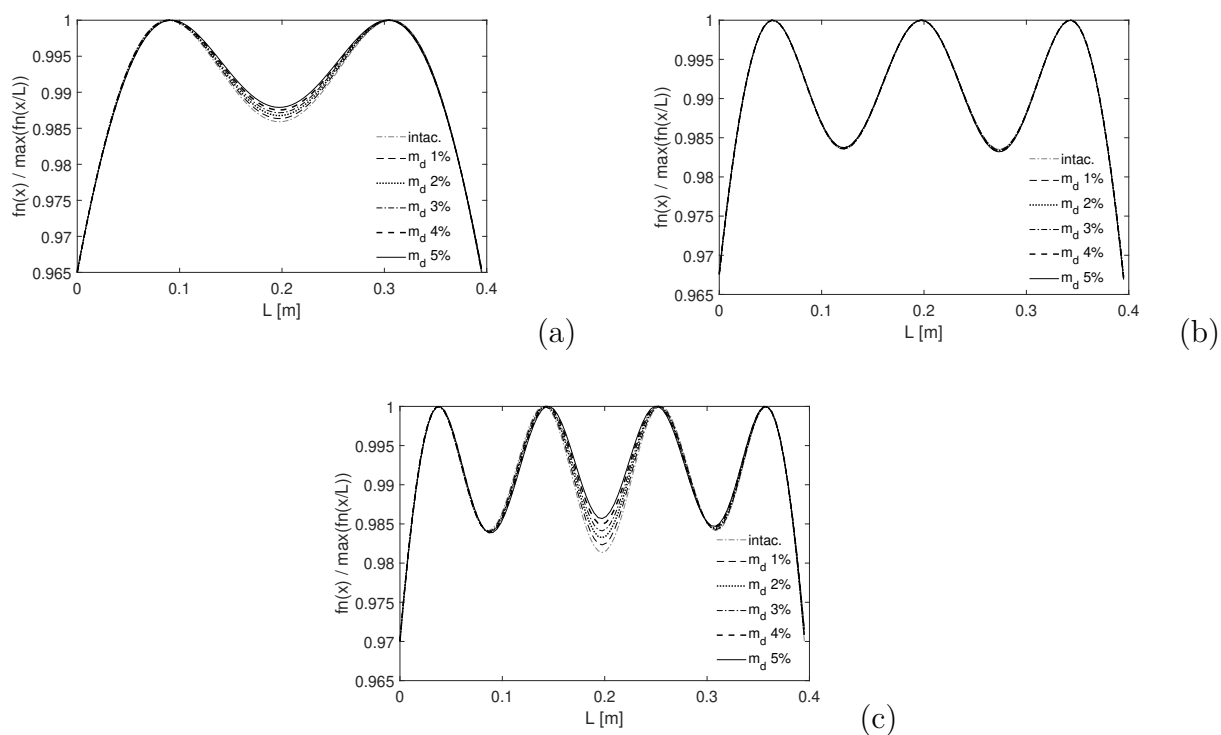 1
0.995
0.99
0.985
0.98
0.975
0.97
0.965
fn(x) / max(fn(x/L))
intac.
m_d 1%
m_d 2%
m_d 3%
m_d 4%
m_d 5%
0 0.1 0.2 0.3 0.4
L [m]
(a)
1
0.995
0.99
0.985
0.98
0.975
0.97
0.965
fn(x) / max(fn(x/L))
intac.
m_d 1%
m_d 2%
m_d 3%
m_d 4%
m_d 5%
0 0.1 0.2 0.3 0.4
L [m]
(b)
1
0.995
0.99
0.985
0.98
0.975
0.97
0.965
fn(x) / max(fn(x/L))
intac.
m_d 1%
m_d 2%
m_d 3%
m_d 4%
m_d 5%
0 0.1 0.2 0.3 0.4
L [m]
(c)